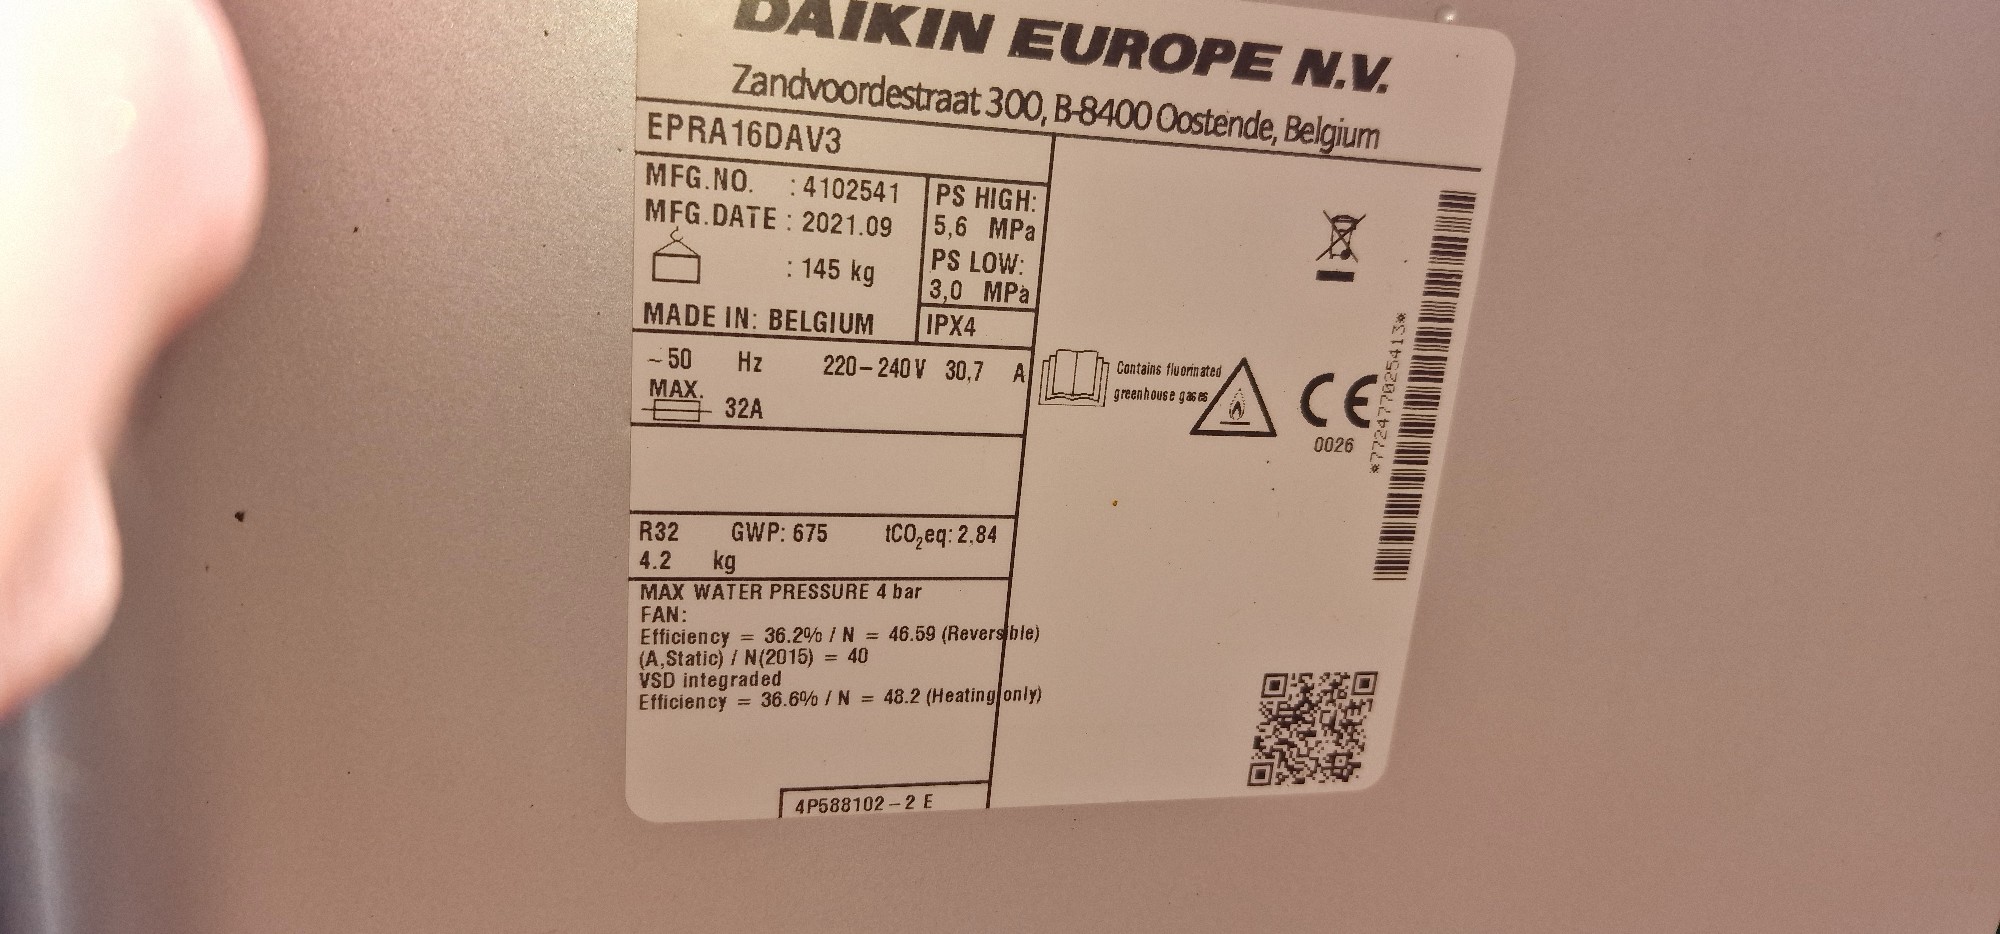 DAIKIN EUROPE N.V.
Zandvoordestraat 300, B-8400 Oostende, Belgium
EPRA16DAV3
MFG.NO. : 4102541
MFG.DATE : 2021.09
: 145 kg
MADE IN: BELGIUM
PS HIGH:
5,6 MPa
PS LOW:
3,0 MPa
IPX4
~50 Hz 220-240V 30,7 A
MAX.
32A
R32 GWP: 675 tCO₂eq: 2.84
4.2 kg
MAX WATER PRESSURE 4 bar
FAN:
Efficiency = 36.2% / N = 46.59 (Reversible)
(A,Static) / N(2015) = 40
VSD integraded
Efficiency = 36.6% / N = 48.2 (Heating only)
4P588102-2 E
Contains fluorinated
greenhouse gases
CE
0026
*772477025413*